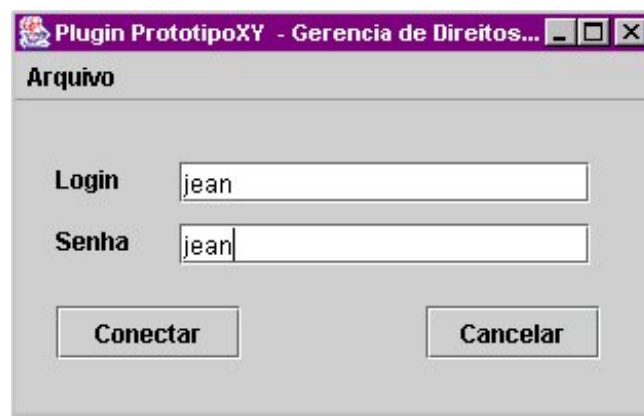 Plugin PrototipoXY - Gerencia de Direitos...
Arquivo
Login jean
Senha jean
Conectar Cancelar